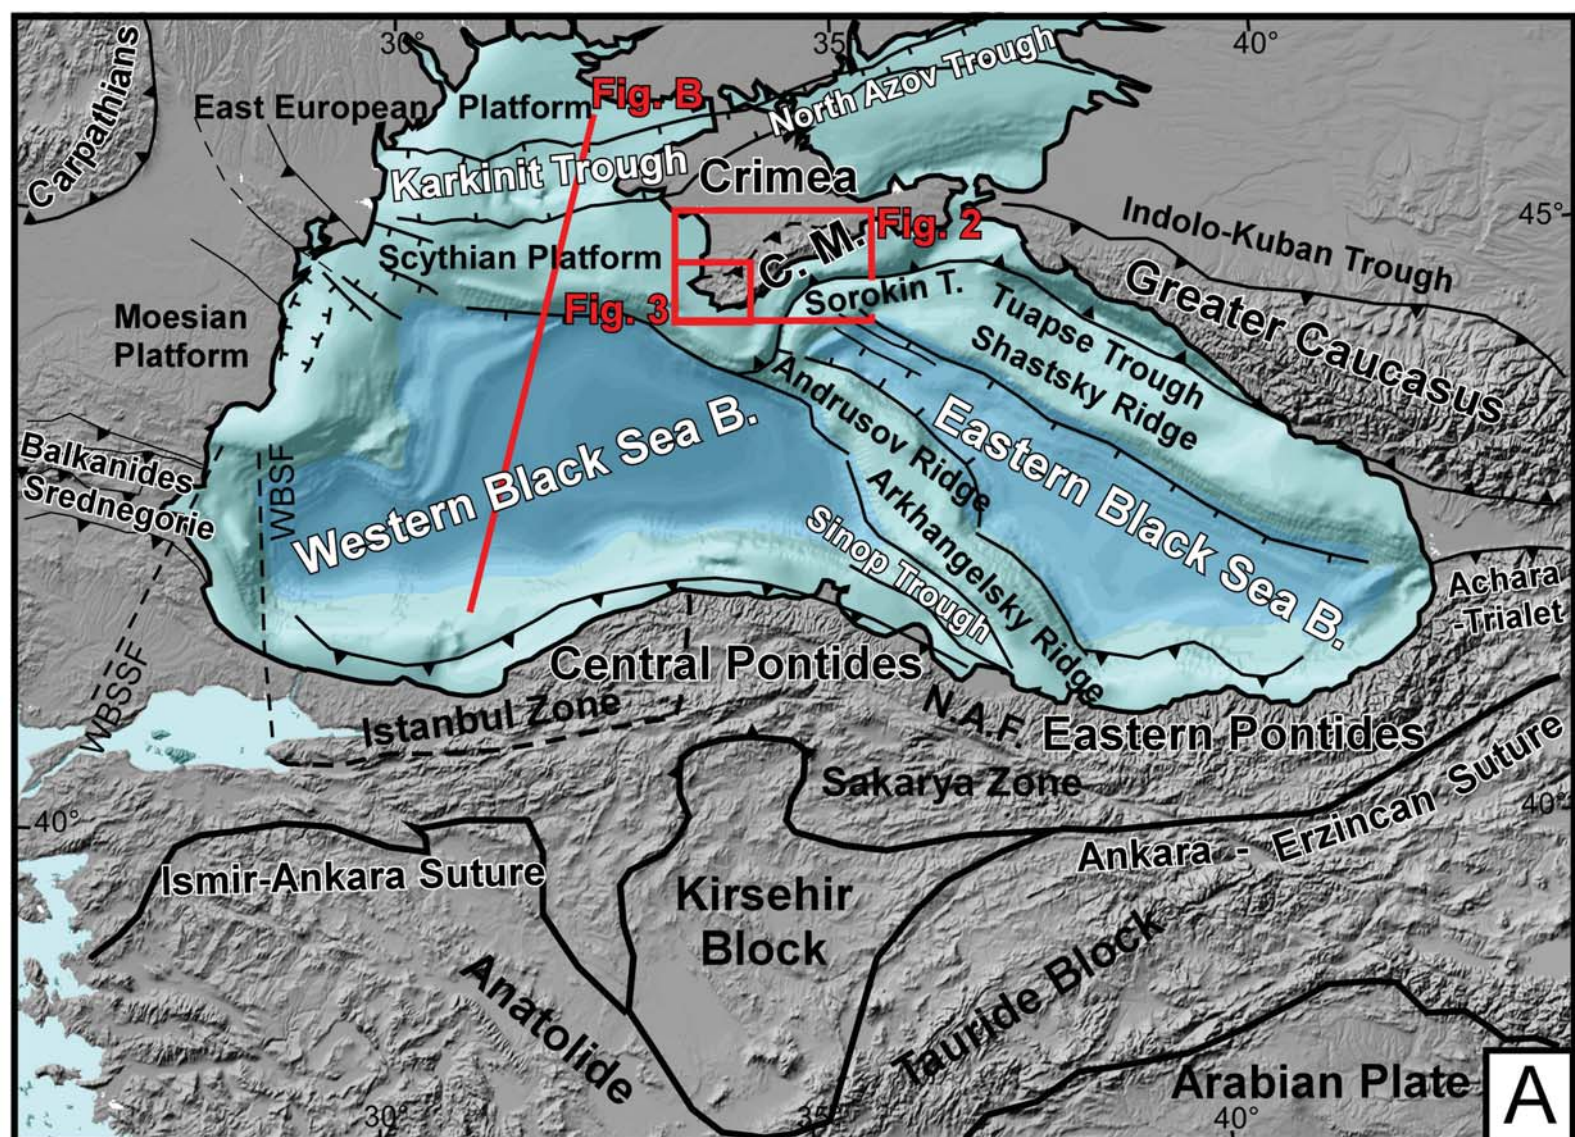 30°
35°
40°
Carpathians
East European Platform
Fig. B
North Azov Trough
Karkinit Trough
Crimea
45°
Indolo-Kuban Trough
Fig. 2
C. M.
Scythian Platform
Sorokin T.
Greater Caucasus
Fig. 3
Moesian
Platform
Tuapse Trough
Shastsky Ridge
Andrusov Ridge
Western Black Sea B.
Eastern Black Sea B.
Balkanides
Srednegorie
WBSF
Arkhangelsky Ridge
Sinop Trough
Achara
-Trialet
Central Pontides
WBSSF
Istanbul Zone
N.A.F.
Eastern Pontides
Sakarya Zone
40°
40°
Ankara - Erzincan Suture
Ismir-Ankara Suture
Kirsehir
Block
Anatolide
Tauride Block
Arabian Plate
30°
35°
40°
A